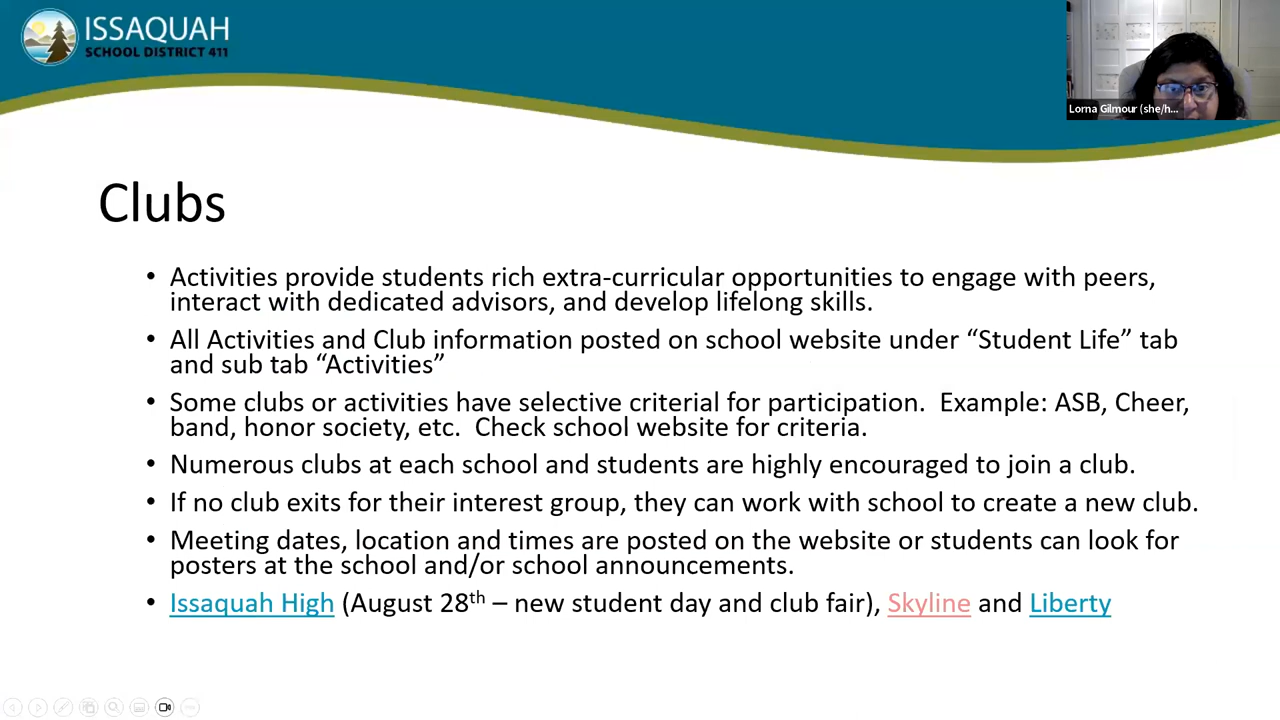 ISSAQUAH
SCHOOL DISTRICT 411
Lorna Gilmour (she/h...
Clubs
• Activities provide students rich extra-curricular opportunities to engage with peers,
interact with dedicated advisors, and develop lifelong skills.
• All Activities and Club information posted on school website under “Student Life” tab
and sub tab “Activities”
• Some clubs or activities have selective criterial for participation.  Example: ASB, Cheer,
band, honor society, etc.  Check school website for criteria.
• Numerous clubs at each school and students are highly encouraged to join a club.
• If no club exits for their interest group, they can work with school to create a new club.
• Meeting dates, location and times are posted on the website or students can look for
posters at the school and/or school announcements.
• Issaquah High (August 28th – new student day and club fair), Skyline and Liberty